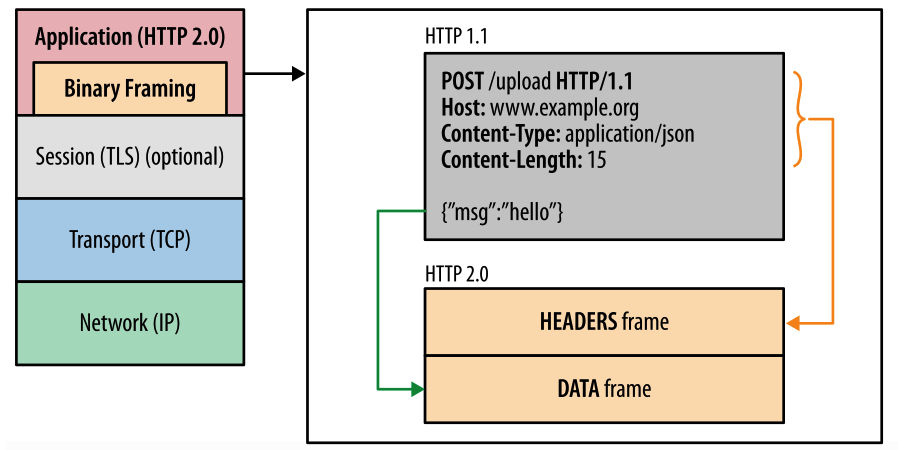 Application (HTTP 2.0)
Binary Framing
Session (TLS) (optional)
Transport (TCP)
Network (IP)
HTTP 1.1
POST /upload HTTP/1.1
Host: www.example.org
Content-Type: application/json
Content-Length: 15
{”msg”:”hello”}
HTTP 2.0
HEADERS frame
DATA frame